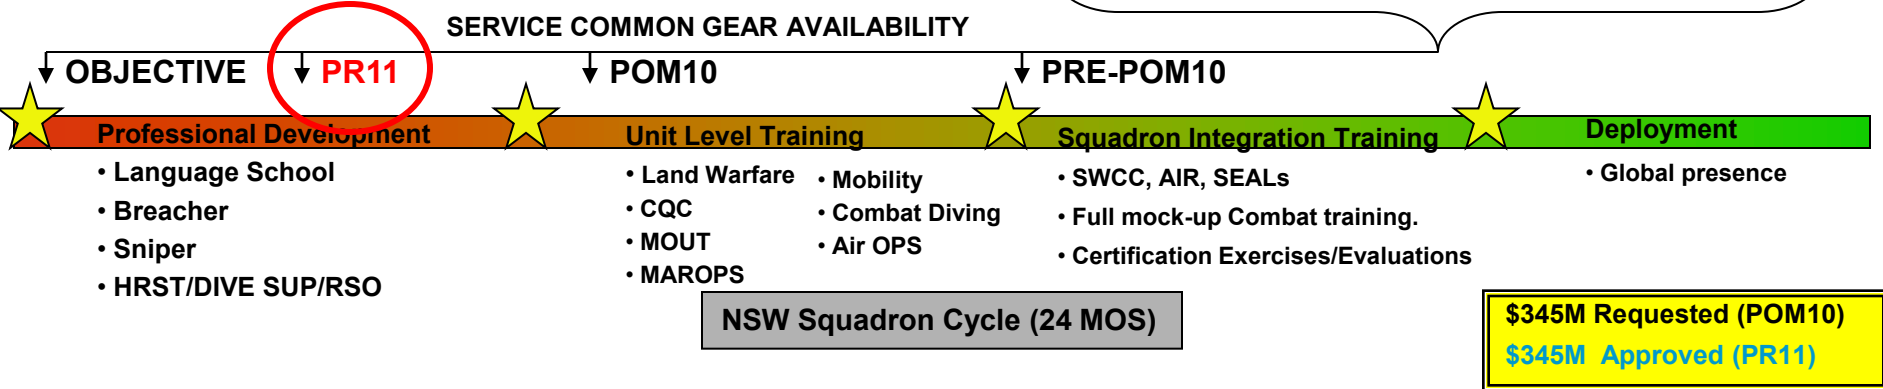 SERVICE COMMON GEAR AVAILABILITY
OBJECTIVE
PR11
POM10
PRE-POM10
Professional Development
• Language School
• Breacher
• Sniper
• HRST/DIVE SUP/RSO
Unit Level Training
• Land Warfare
• CQC
• MOUT
• MAROPS
• Mobility
• Combat Diving
• Air OPS
Squadron Integration Training
• SWCC, AIR, SEALs
• Full mock-up Combat training.
• Certification Exercises/Evaluations
Deployment
• Global presence
NSW Squadron Cycle (24 MOS)
$345M Requested (POM10)
$345M Approved (PR11)